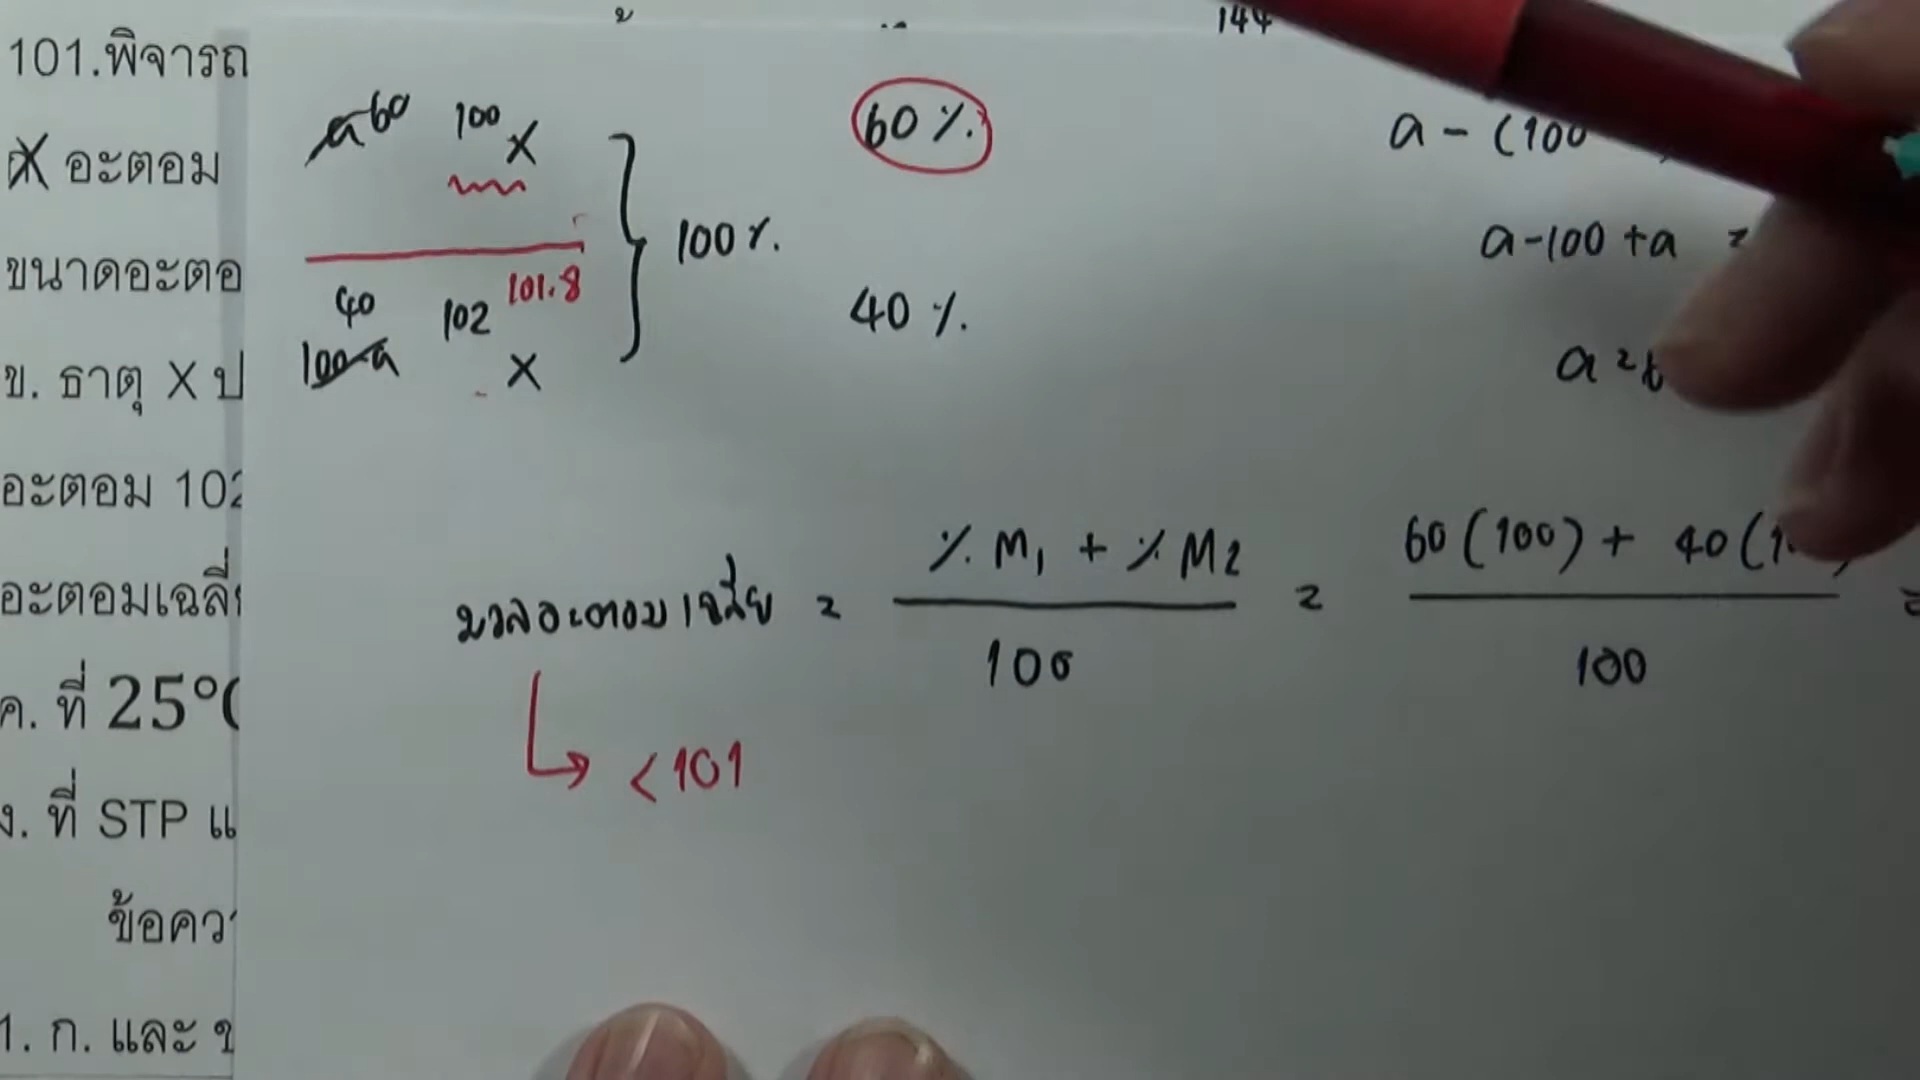 144
101.พิจารถ
X อะตอม
ขนาดอะตอ
ข. ธาตุ X ป
อะตอม 102
อะตอมเฉลี่
ค. ที่ 25°C
ง. ที่ STP แ
ข้อคว
1. ก. และ ข
a 60 100 X
60 %.
a - (100
100 %.
101.8
a-100 +a =
40 102
40 %.
100-a X
a =6
มวลอะตอมเฉลี่ย = %. M1 + % M2 = 60 (100) + 40 (1 =
100 100
< 101